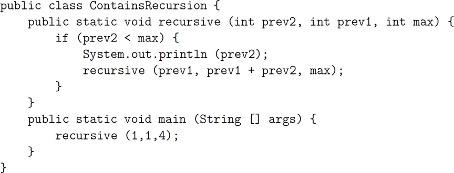 public class ContainsRecursion {
    public static void recursive (int prev2, int prev1, int max) {
        if (prev2 < max) {
            System.out.println (prev2);
            recursive (prev1, prev1 + prev2, max);
        }
    }
    public static void main (String [] args) {
        recursive (1,1,4);
    }
}